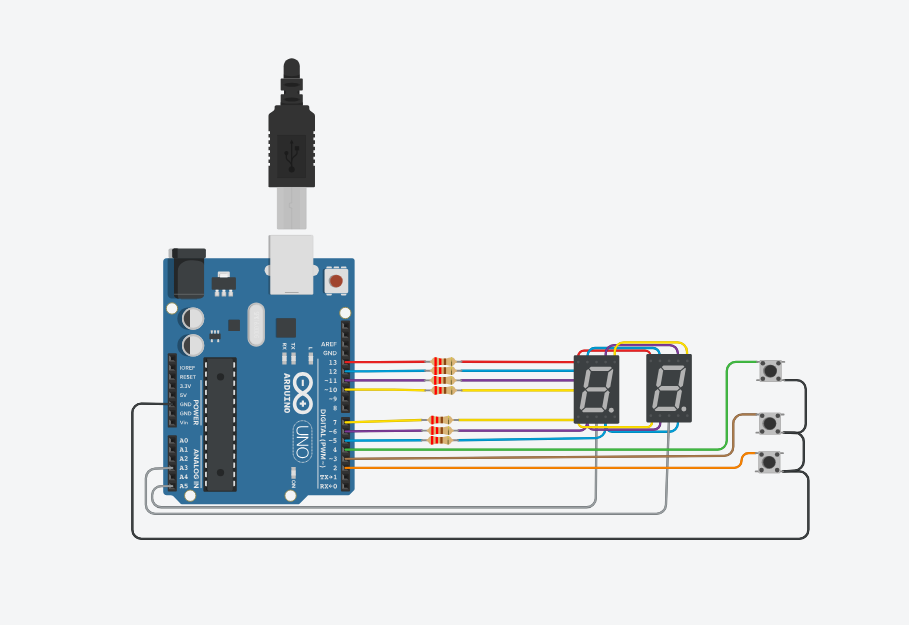 AREF
GND
13
12
~11
~10
~9
8
7
~6
~5
4
~3
2
TX→1
RX←0
DIGITAL (PWM~)
IOREF
RESET
3.3V
5V
GND
GND
Vin
POWER
A0
A1
A2
A3
A4
A5
ANALOG IN
RX
TX
L
ARDUINO
UNO
ON